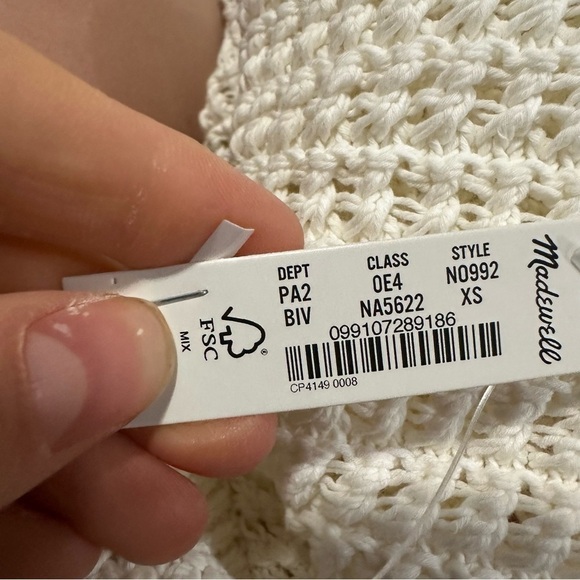 DEPT CLASS STYLE
PA2 0E4 N0992
BIV NA5622 XS
099107289186
CP4149 0008
FSC
®
MIX
Madewell